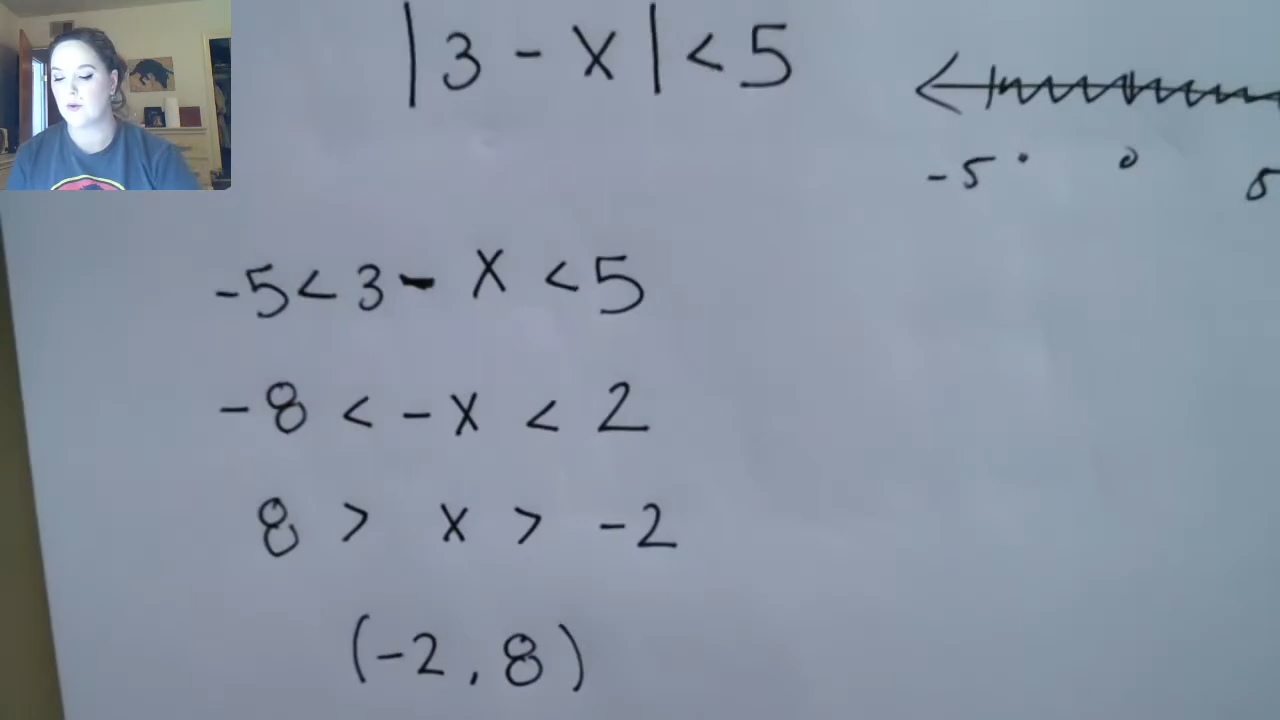 |3 - x| < 5
-5 0 5
-5 < 3 - x < 5
-8 < -x < 2
8 > x > -2
(-2, 8)